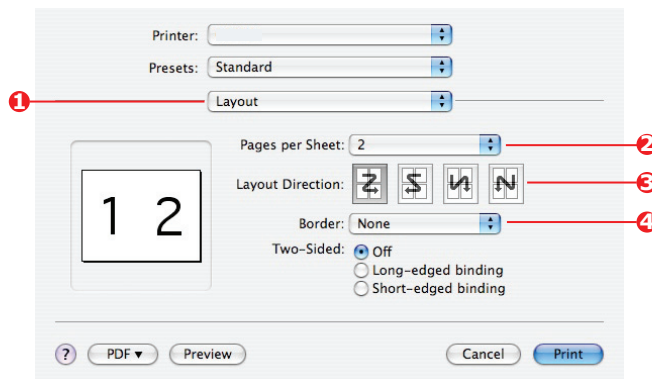 Printer:
Presets: Standard
1 Layout
Pages per Sheet: 2 2
Layout Direction: 3
Border: None 4
1 2
Two-Sided: Off
Long-edged binding
Short-edged binding
? PDF▼ Preview Cancel Print